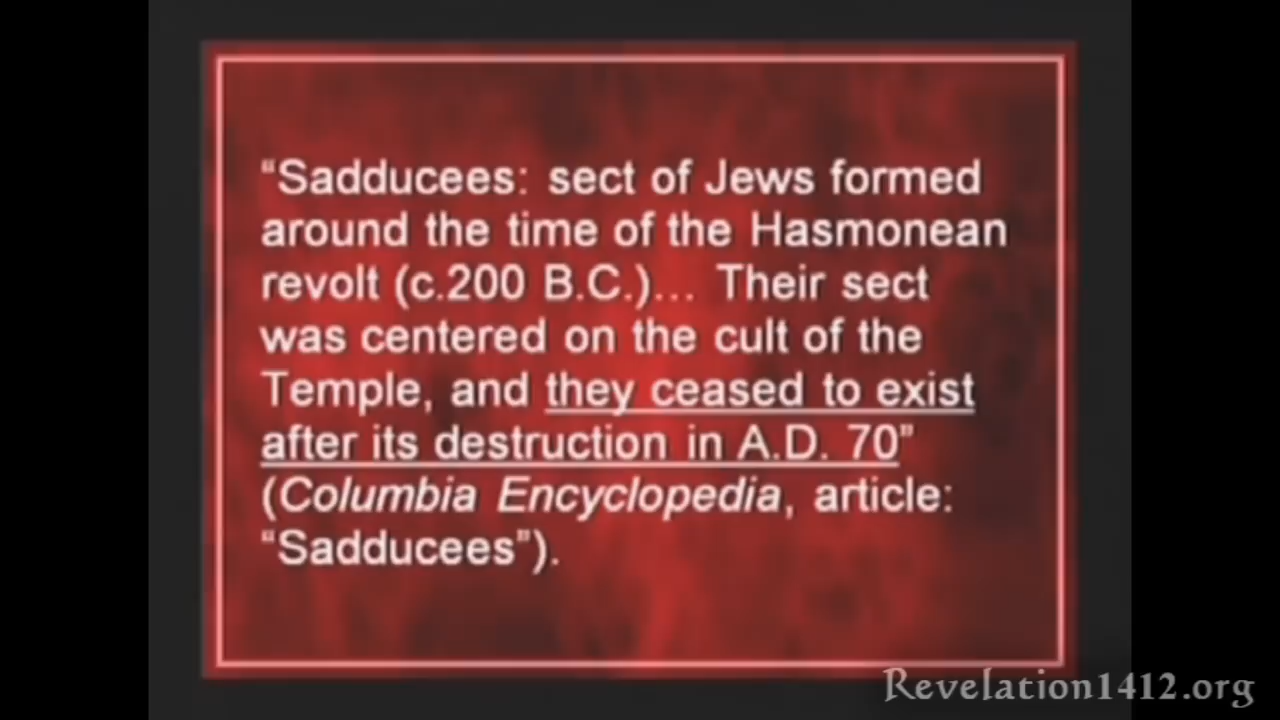 “Sadducees: sect of Jews formed
around the time of the Hasmonean
revolt (c.200 B.C.)... Their sect
was centered on the cult of the
Temple, and they ceased to exist
after its destruction in A.D. 70”
(Columbia Encyclopedia, article:
“Sadducees”).
Revelation1412.org